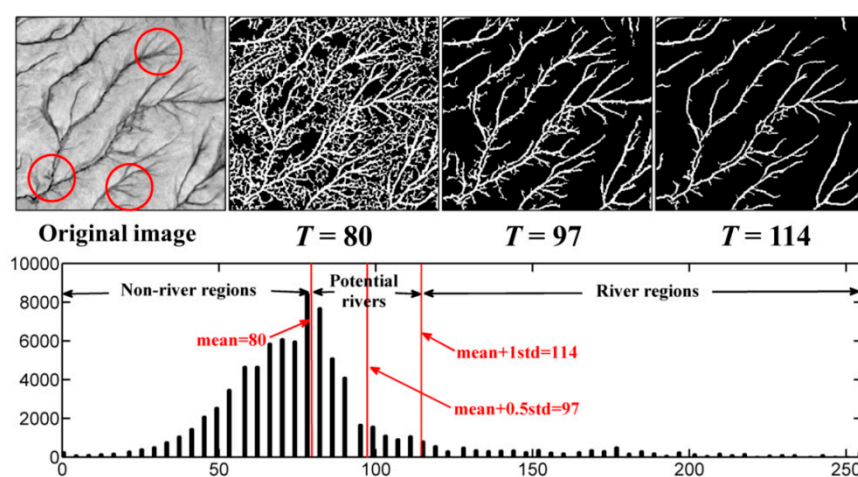 Original image
T = 80
T = 97
T = 114
10000
8000
6000
4000
2000
0
Non-river regions
Potential
rivers
River regions
mean=80
mean+1std=114
mean+0.5std=97
0
50
100
150
200
250